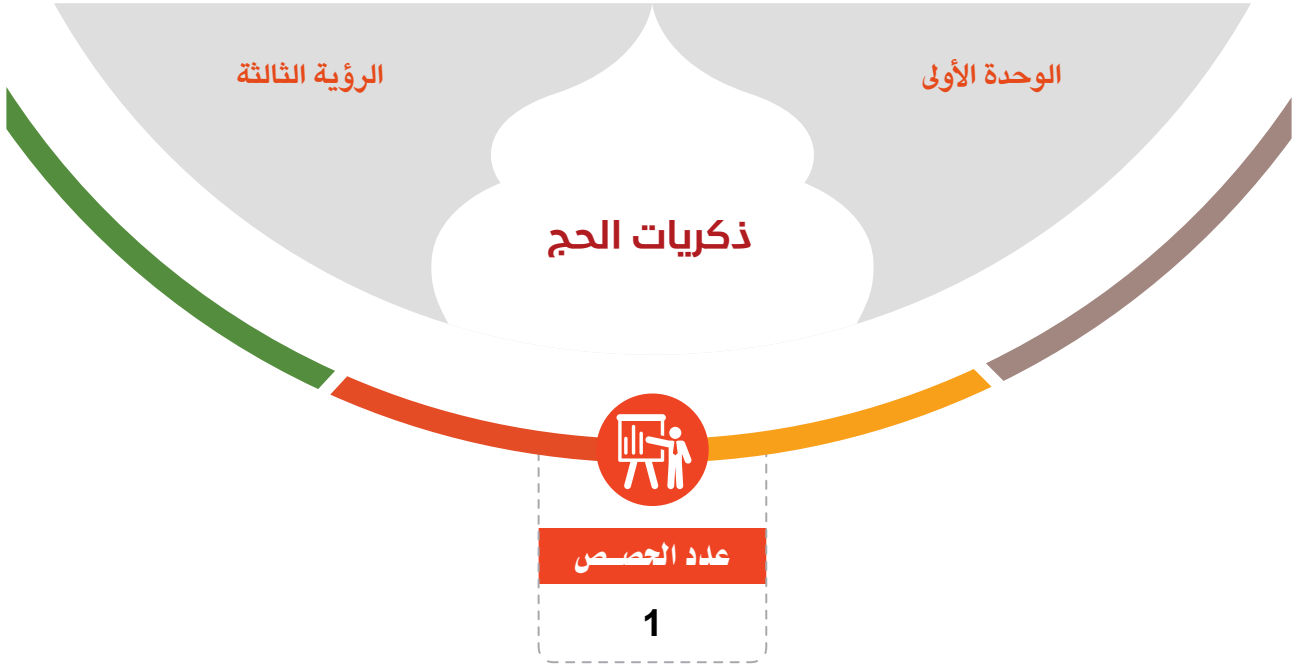 الوحدة الأولى
الرؤية الثالثة
ذكريات الحج
عدد الحصص
1